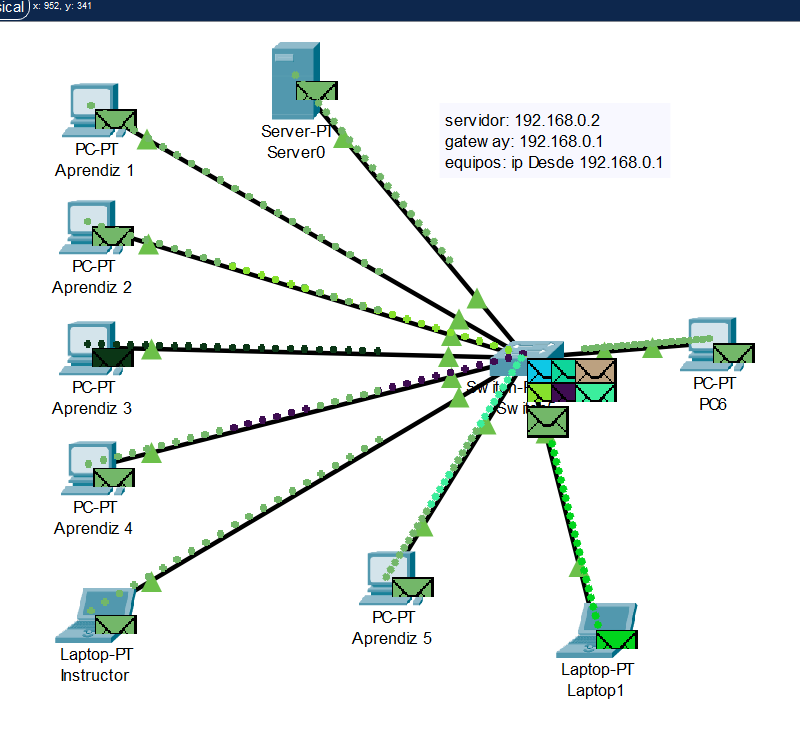 sical
x: 952, y: 341
Server-PT
Server0
servidor: 192.168.0.2
gateway: 192.168.0.1
equipos: ip Desde 192.168.0.1
PC-PT
Aprendiz 1
PC-PT
Aprendiz 2
PC-PT
Aprendiz 3
PC-PT
Aprendiz 4
PC-PT
PC6
PC-PT
Aprendiz 5
Laptop-PT
Instructor
Laptop-PT
Laptop1